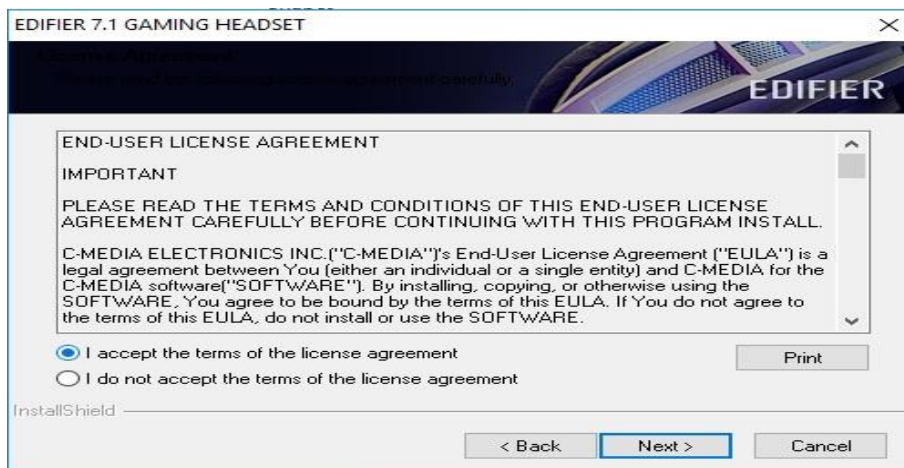 EDIFIER 7.1 GAMING HEADSET
License Agreement
EDIFIER
END-USER LICENSE AGREEMENT
IMPORTANT
PLEASE READ THE TERMS AND CONDITIONS OF THIS END-USER LICENSE
AGREEMENT CAREFULLY BEFORE CONTINUING WITH THIS PROGRAM INSTALL.
C-MEDIA ELECTRONICS INC.("C-MEDIA")'s End-User License Agreement ("EULA") is a
legal agreement between You (either an individual or a single entity) and C-MEDIA for the
C-MEDIA software("SOFTWARE"). By installing, copying, or otherwise using the
SOFTWARE, You agree to be bound by the terms of this EULA. If You do not agree to
the terms of this EULA, do not install or use the SOFTWARE.
I accept the terms of the license agreement
Print
I do not accept the terms of the license agreement
InstallShield
< Back
Next >
Cancel